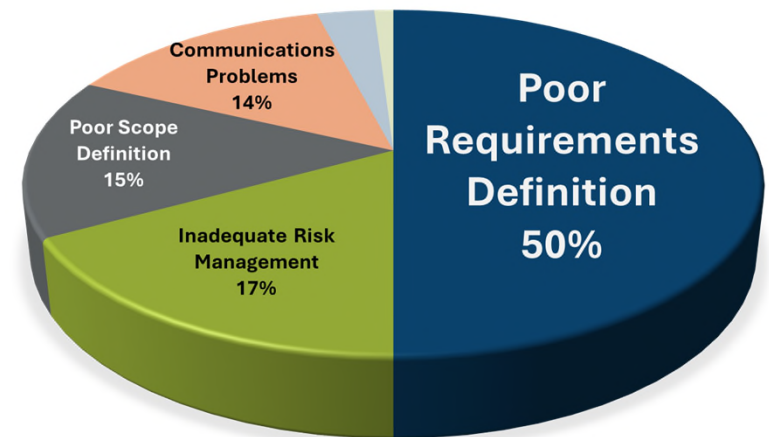 Communications
Problems
14%
Poor
Requirements
Definition
50%
Poor Scope
Definition
15%
Inadequate Risk
Management
17%